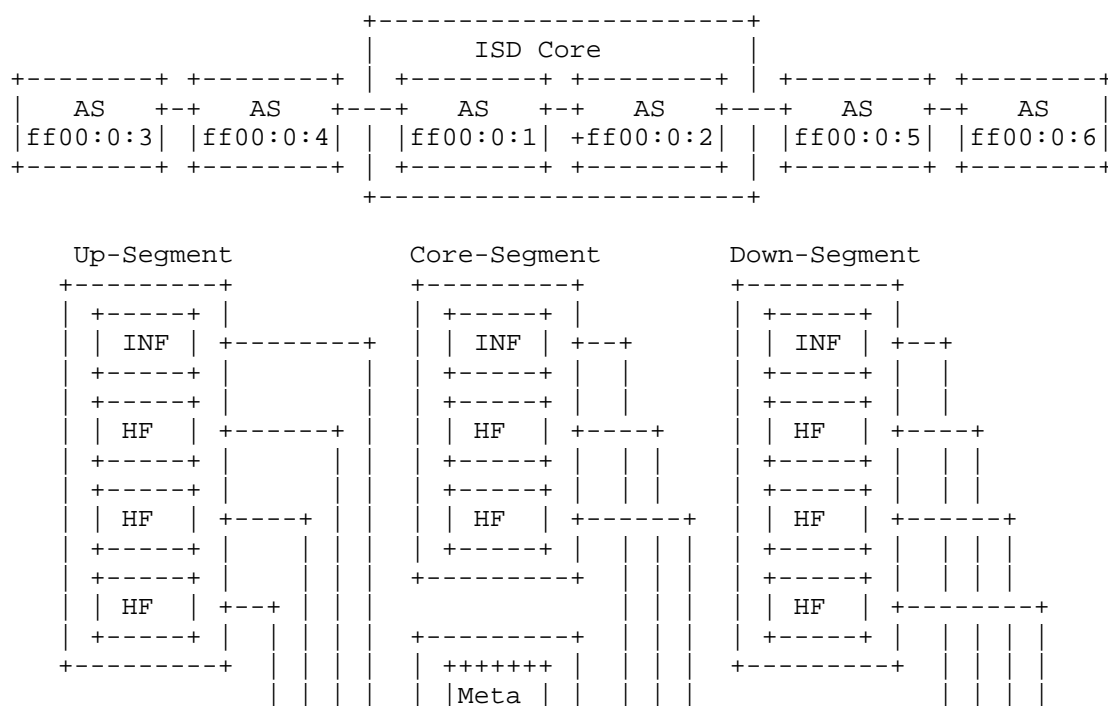 ISD Core
AS AS AS AS AS AS
ff00:0:3 ff00:0:4 ff00:0:1 ff00:0:2 ff00:0:5 ff00:0:6
Up-Segment Core-Segment Down-Segment
INF INF INF
HF HF HF
HF HF HF
HF HF
Meta